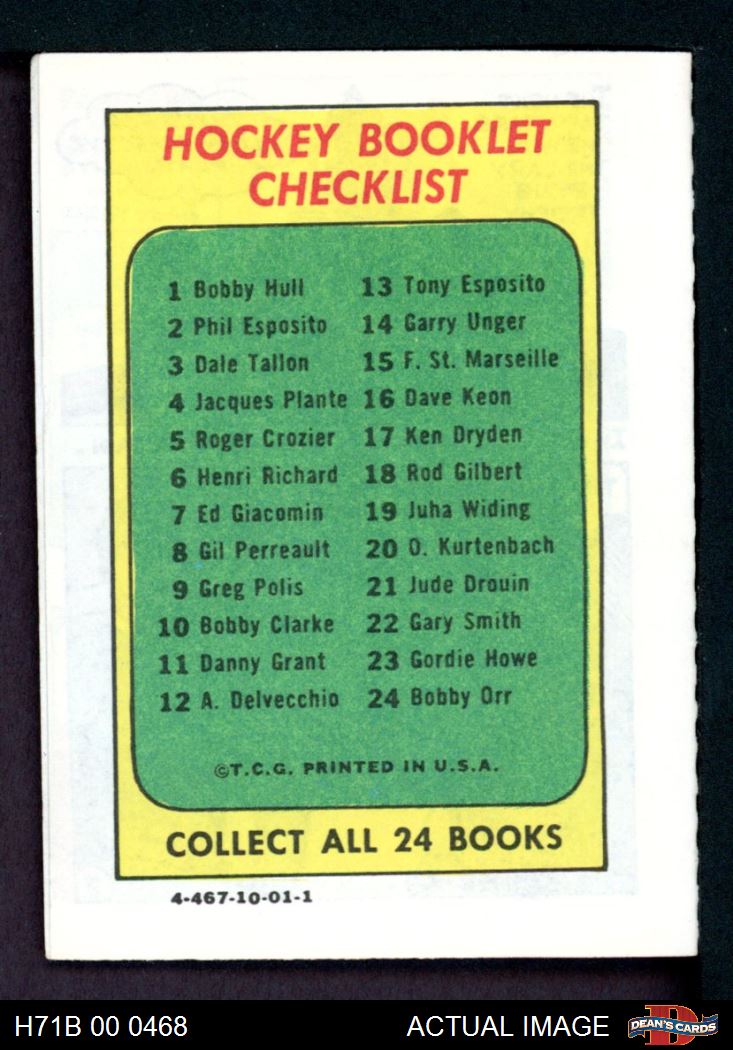 HOCKEY BOOKLET
CHECKLIST
1 Bobby Hull
2 Phil Esposito
3 Dale Tallon
4 Jacques Plante
5 Roger Crozier
6 Henri Richard
7 Ed Giacomin
8 Gil Perreault
9 Greg Polis
10 Bobby Clarke
11 Danny Grant
12 A. Delvecchio
13 Tony Esposito
14 Garry Unger
15 F. St. Marseille
16 Dave Keon
17 Ken Dryden
18 Rod Gilbert
19 Juha Widing
20 O. Kurtenbach
21 Jude Drouin
22 Gary Smith
23 Gordie Howe
24 Bobby Orr
©T.C.G. PRINTED IN U.S.A.
COLLECT ALL 24 BOOKS
4-467-10-01-1
H71B 00 0468
ACTUAL IMAGE
DEAN'S CARDS